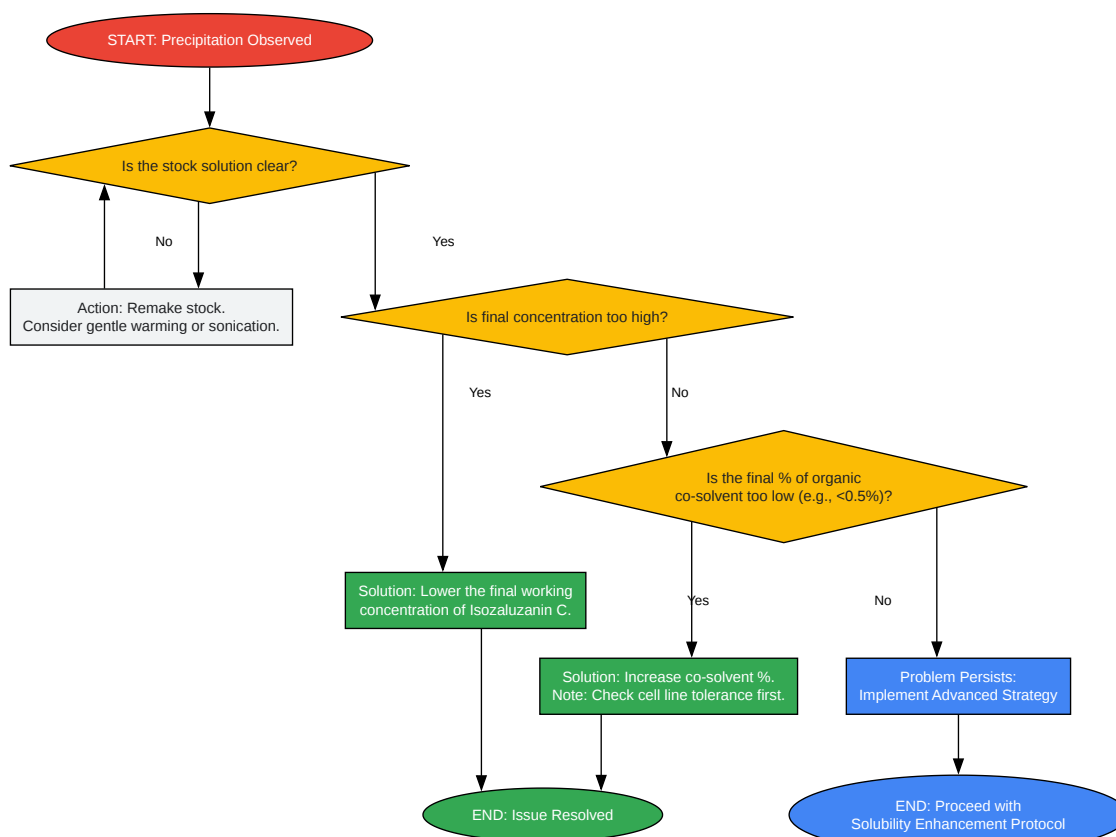 START: Precipitation Observed
Is the stock solution clear?
No
Yes
Action: Remake stock.
Consider gentle warming or sonication.
Is final concentration too high?
Yes
No
Is the final % of organic
co-solvent too low (e.g., <0.5%)?
Solution: Lower the final working
concentration of Isozaluzanin C.
Yes
No
Solution: Increase co-solvent %.
Note: Check cell line tolerance first.
Problem Persists:
Implement Advanced Strategy
END: Issue Resolved
END: Proceed with
Solubility Enhancement Protocol